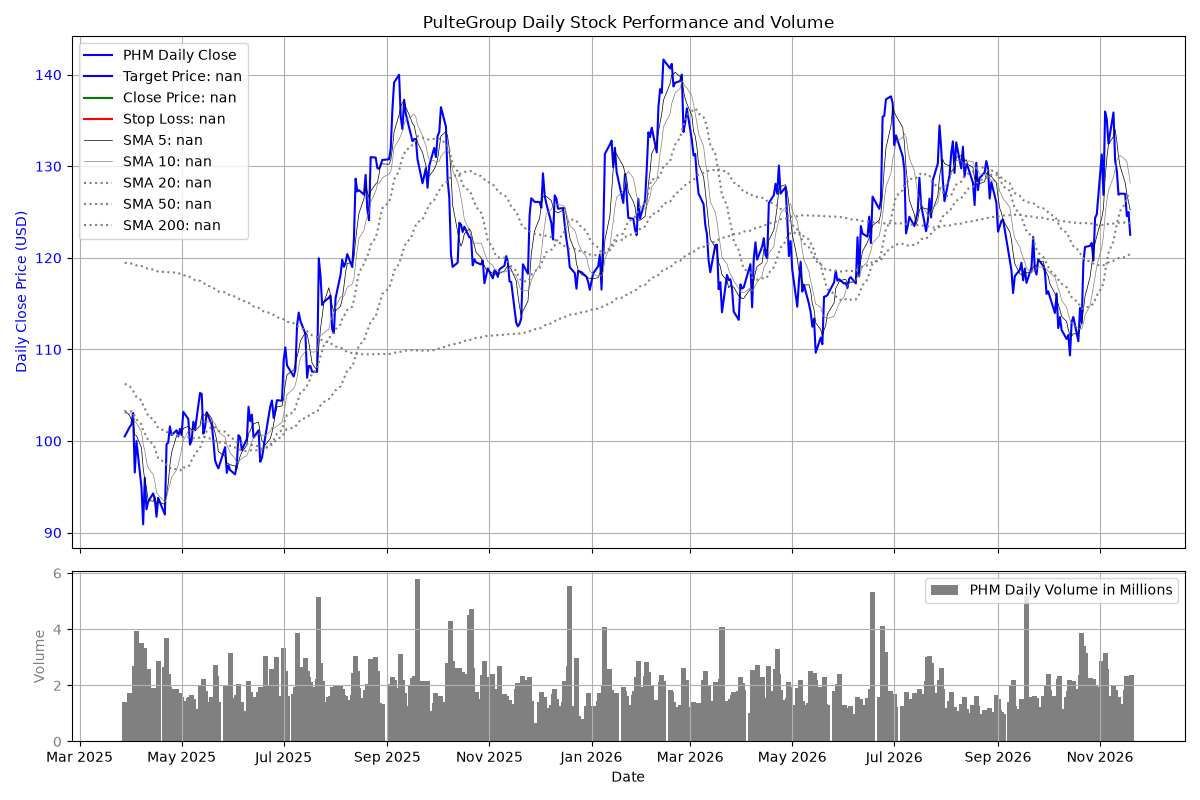 PulteGroup Daily Stock Performance and Volume
PHM Daily Close
Target Price: nan
Close Price: nan
Stop Loss: nan
SMA 5: nan
SMA 10: nan
SMA 20: nan
SMA 50: nan
SMA 200: nan
140
130
120
110
100
90
Daily Close Price (USD)
PHM Daily Volume in Millions
6
4
2
0
Volume
Mar 2025 May 2025 Jul 2025 Sep 2025 Nov 2025 Jan 2026 Mar 2026 May 2026 Jul 2026 Sep 2026 Nov 2026
Date